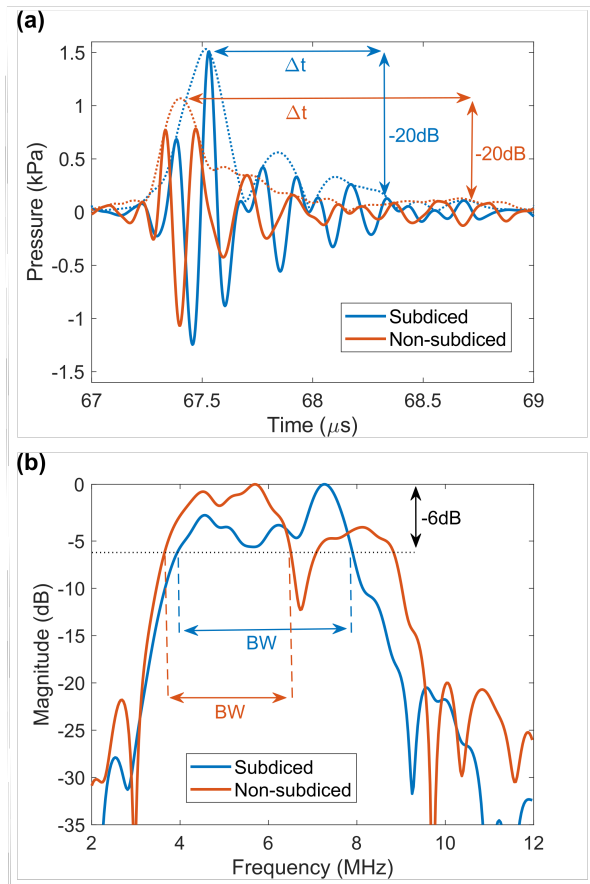 (a)
1.5
1
0.5
0
-0.5
-1
-1.5
Pressure (kPa)
Δt
Δt
-20dB
-20dB
Subdiced
Non-subdiced
67
67.5
68
68.5
69
Time (μs)
(b)
0
-5
-10
-15
-20
-25
-30
-35
Magnitude (dB)
-6dB
BW
BW
Subdiced
Non-subdiced
2
4
6
8
10
12
Frequency (MHz)